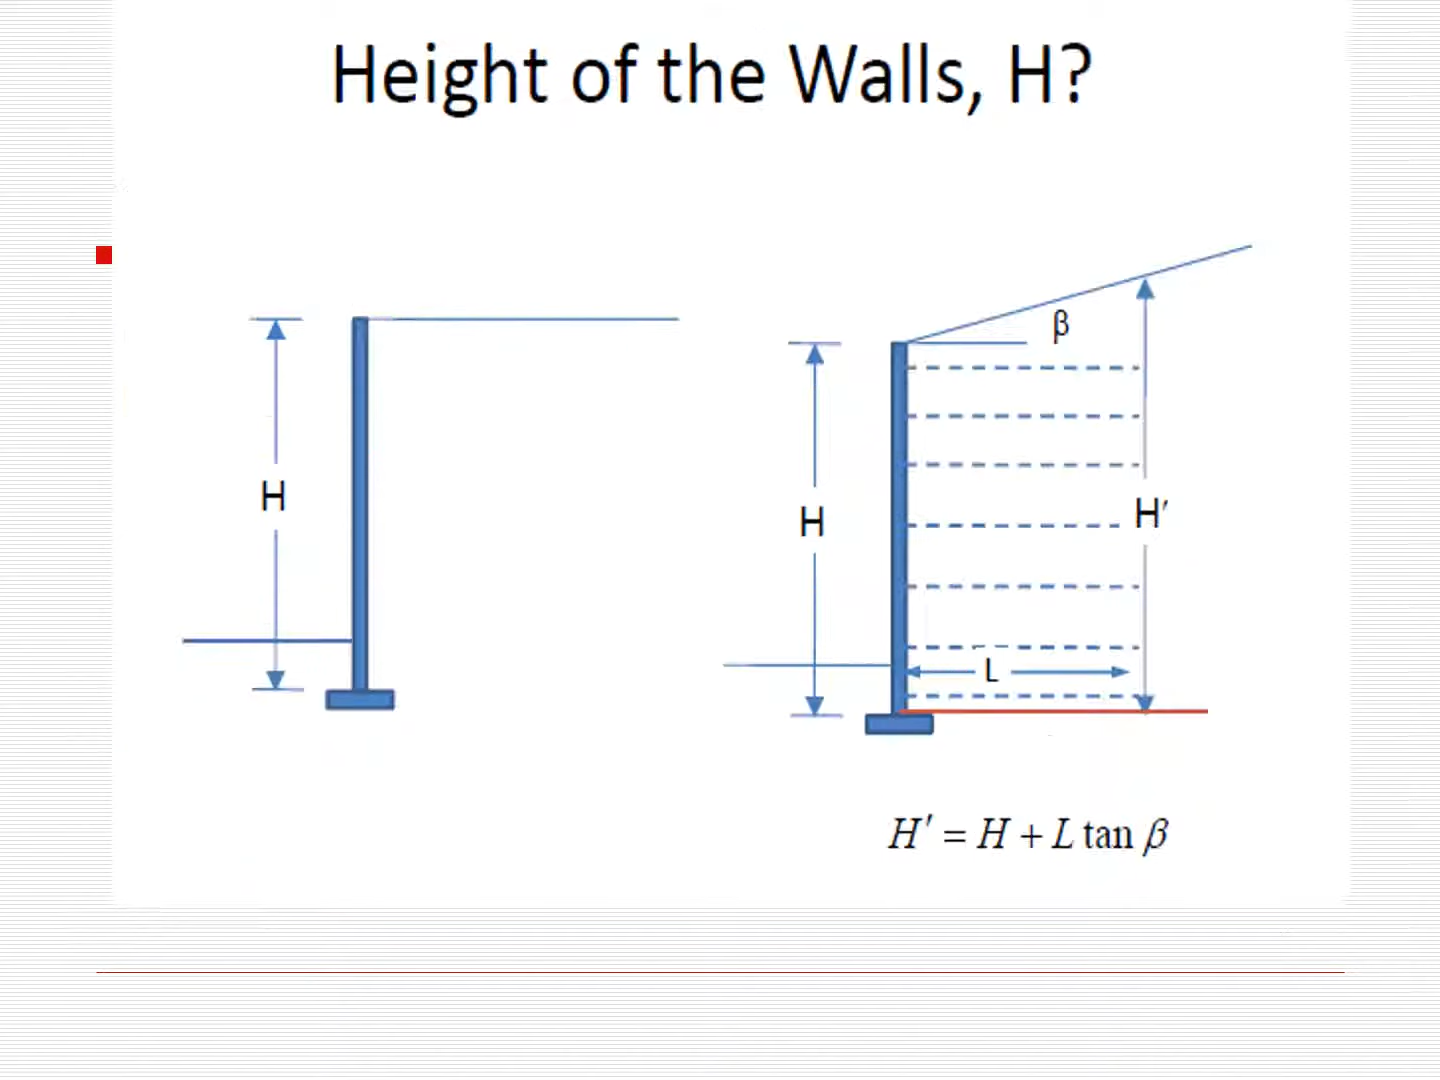 Height of the Walls, H?
β
H
H
H′
L
H′ = H + L tan β